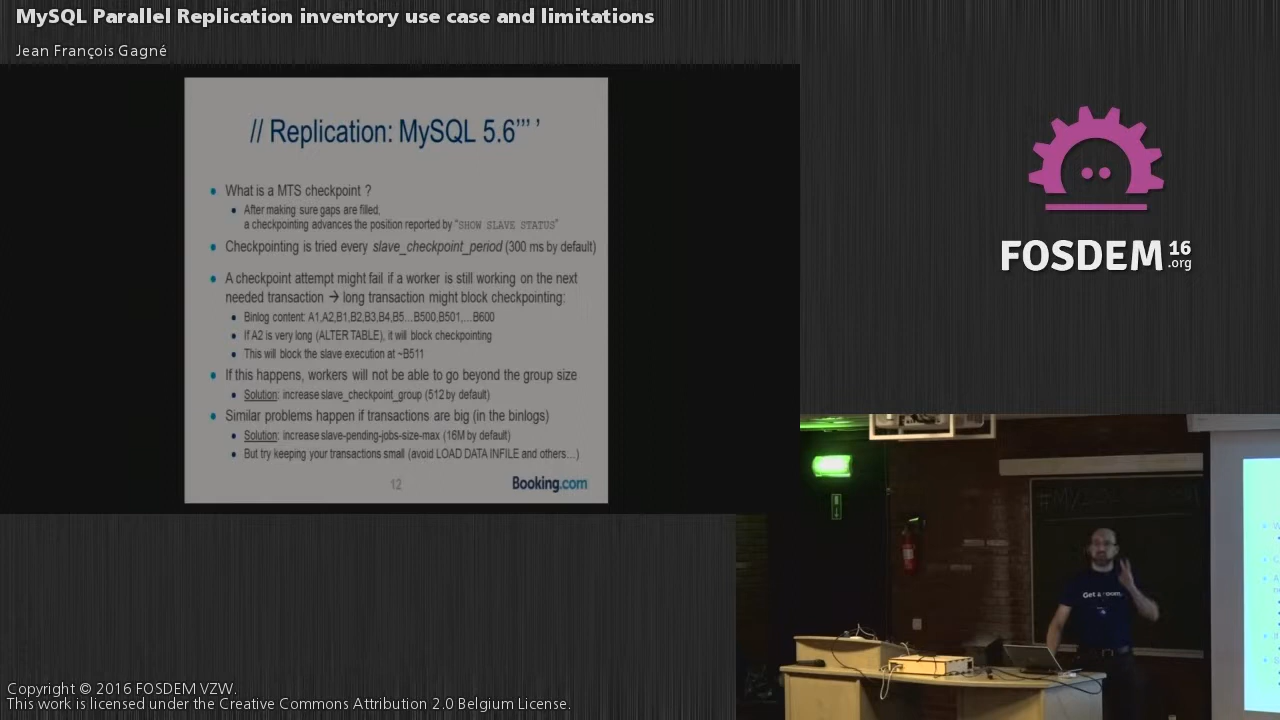 MySQL Parallel Replication inventory use case and limitations
Jean François Gagné
// Replication: MySQL 5.6’’’ ’
What is a MTS checkpoint ?
After making sure gaps are filled,
a checkpointing advances the position reported by “SHOW SLAVE STATUS”
Checkpointing is tried every slave_checkpoint_period (300 ms by default)
A checkpoint attempt might fail if a worker is still working on the next
needed transaction → long transaction might block checkpointing:
Binlog content: A1,A2,B1,B2,B3,B4,B5…B500,B501,…B600
If A2 is very long (ALTER TABLE), it will block checkpointing
This will block the slave execution at ~B511
If this happens, workers will not be able to go beyond the group size
Solution: increase slave_checkpoint_group (512 by default)
Similar problems happen if transactions are big (in the binlogs)
Solution: increase slave-pending-jobs-size-max (16M by default)
But try keeping your transactions small (avoid LOAD DATA INFILE and others…)
12
Booking.com
FOSDEM 16
.org
Get a room.
Copyright © 2016 FOSDEM VZW.
This work is licensed under the Creative Commons Attribution 2.0 Belgium License.